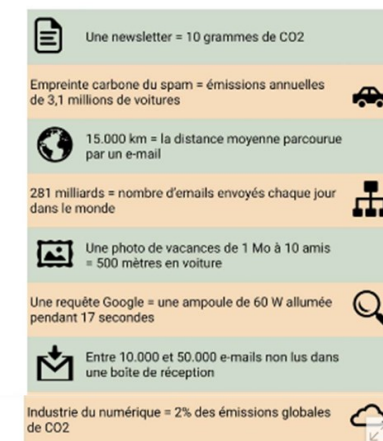 Une newsletter = 10 grammes de CO2
Empreinte carbone du spam = émissions annuelles
de 3,1 millions de voitures
15.000 km = la distance moyenne parcourue
par un e-mail
281 milliards = nombre d'emails envoyés chaque jour
dans le monde
Une photo de vacances de 1 Mo à 10 amis
= 500 mètres en voiture
Une requête Google = une ampoule de 60 W allumée
pendant 17 secondes
Entre 10.000 et 50.000 e-mails non lus dans
une boîte de réception
Industrie du numérique = 2% des émissions globales
de CO2